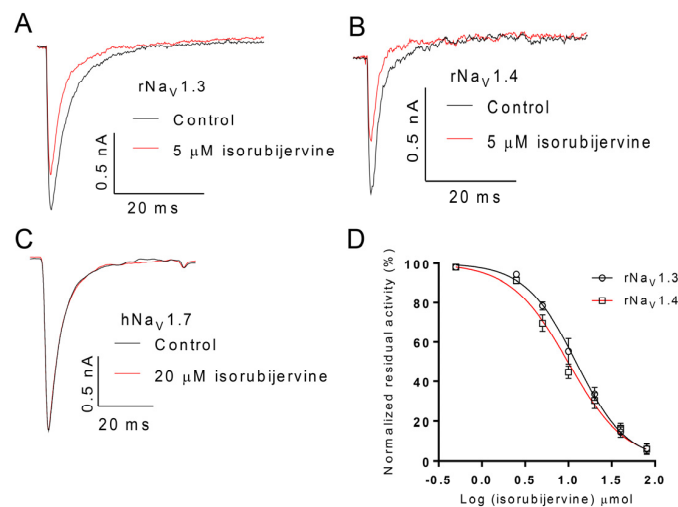 A
rNaV1.3
Control
5 μM isorubijervine
0.5 nA
20 ms
B
rNaV1.4
Control
5 μM isorubijervine
0.5 nA
20 ms
C
hNaV1.7
Control
20 μM isorubijervine
0.5 nA
20 ms
D
Normalized residual activity (%)
100
80
60
40
20
0
-0.5 0.0 0.5 1.0 1.5 2.0
Log (isorubijervine) μmol
rNaV1.3
rNaV1.4